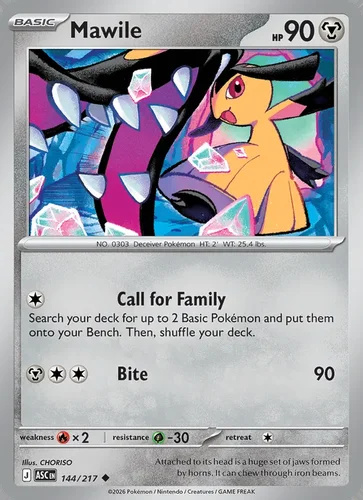 BASIC
Mawile
HP 90
NO. 0303 Deceiver Pokémon HT: 2' WT: 25.4 lbs.
Call for Family
Search your deck for up to 2 Basic Pokémon and put them
onto your Bench. Then, shuffle your deck.
Bite 90
weakness ×2 resistance -30 retreat
Illus. CHORISO
J ASC EN 144/217
Attached to its head is a huge set of jaws formed
by horns. It can chew through iron beams.
©2026 Pokémon / Nintendo / Creatures / GAME FREAK